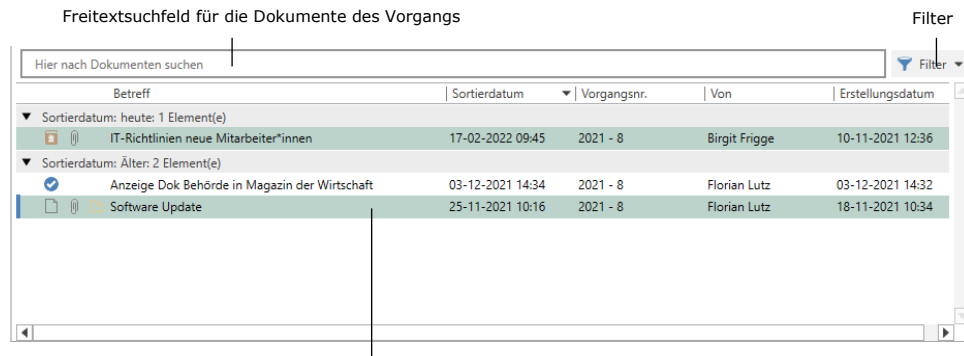 Freitextsuchfeld für die Dokumente des Vorgangs Filter
Hier nach Dokumenten suchen Filter
Betreff Sortierdatum Vorgangsnr. Von Erstellungsdatum
Sortierdatum: heute: 1 Element(e)
IT-Richtlinien neue Mitarbeiter*innen 17-02-2022 09:45 2021 - 8 Birgit Frigge 10-11-2021 12:36
Sortierdatum: Älter: 2 Element(e)
Anzeige Dok Behörde in Magazin der Wirtschaft 03-12-2021 14:34 2021 - 8 Florian Lutz 03-12-2021 14:32
Software Update 25-11-2021 10:16 2021 - 8 Florian Lutz 18-11-2021 10:34